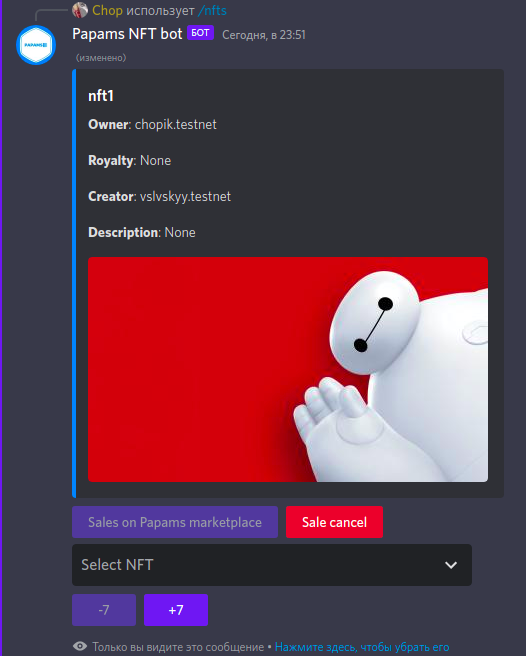 Chop использует /nfts
PAPAMS
Papams NFT bot БОТ Сегодня, в 23:51
(изменено)
nft1
Owner: chopik.testnet
Royalty: None
Creator: vslvskyy.testnet
Description: None
Sales on Papams marketplace Sale cancel
Select NFT
-7 +7
Только вы видите это сообщение • Нажмите здесь, чтобы убрать его